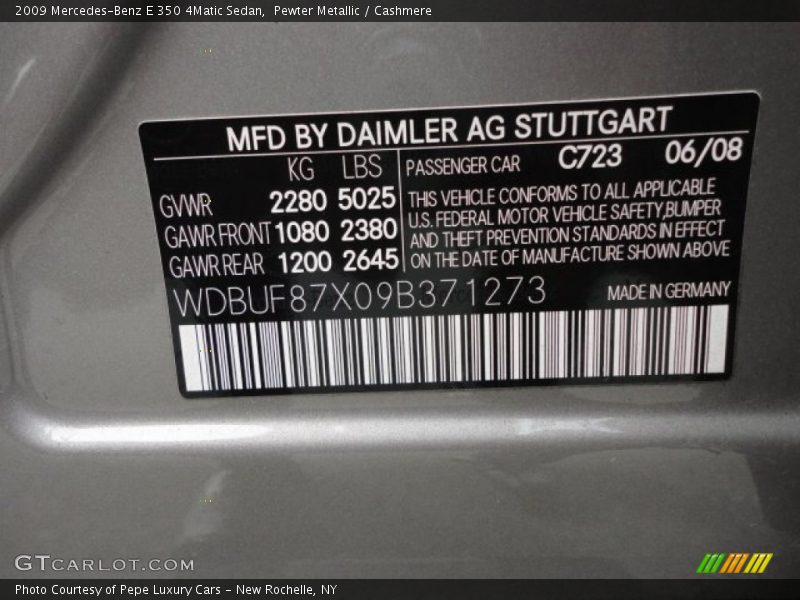 2009 Mercedes-Benz E 350 4Matic Sedan, Pewter Metallic / Cashmere
MFD BY DAIMLER AG STUTTGART
KG LBS
GVWR 2280 5025
GAWR FRONT 1080 2380
GAWR REAR 1200 2645
PASSENGER CAR C723 06/08
THIS VEHICLE CONFORMS TO ALL APPLICABLE
U.S. FEDERAL MOTOR VEHICLE SAFETY,BUMPER
AND THEFT PREVENTION STANDARDS IN EFFECT
ON THE DATE OF MANUFACTURE SHOWN ABOVE
WDBUF87X09B371273 MADE IN GERMANY
GTCARLOT.COM
Photo Courtesy of Pepe Luxury Cars - New Rochelle, NY